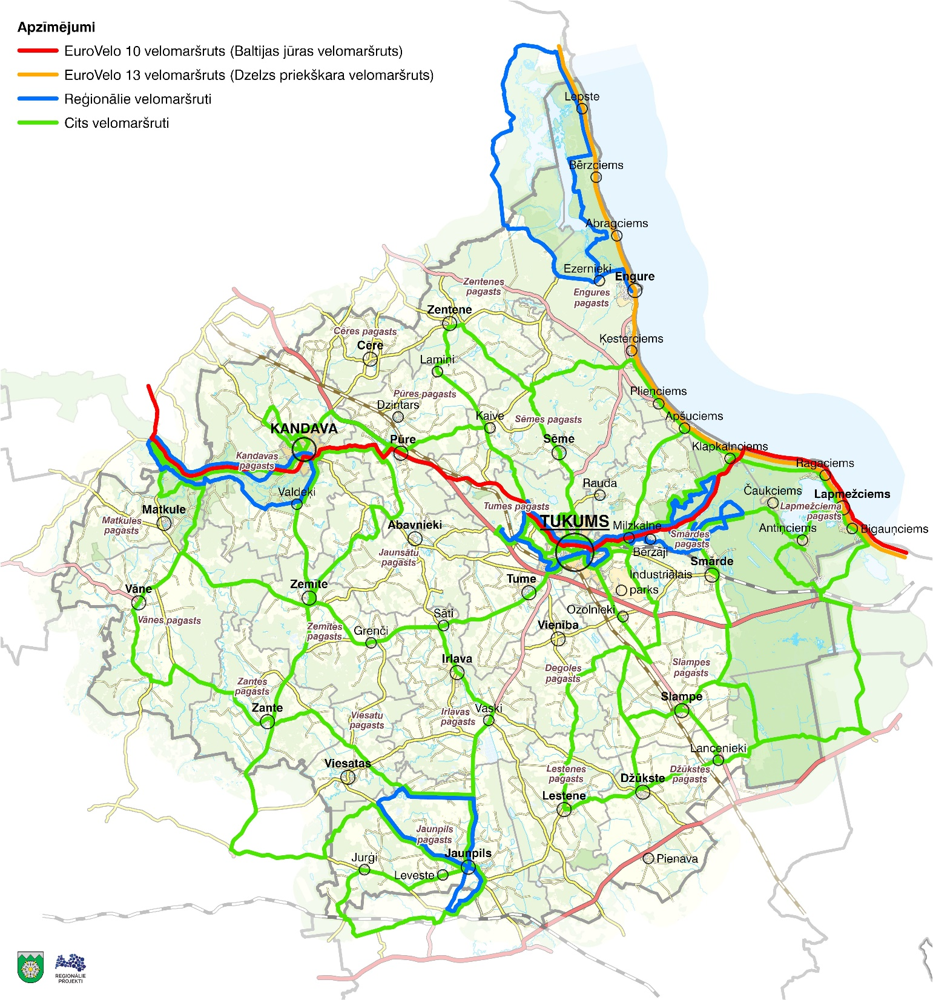 Apzīmējumi
EuroVelo 10 velomaršruts (Baltijas jūras velomaršruts)
EuroVelo 13 velomaršruts (Dzelzs priekškara velomaršruts)
Reģionālie velomaršruti
Cits velomaršruti
Lepste
Bērzciems
Abragciems
Ezernieki
Engure
Zentenes
pagasts
Engures
pagasts
Zentene
Cēres pagasts
Cēre
Ķesterciems
Lamiņi
Pūres pagasts
Dzintars
Plieņciems
Kaive
Sēmes pagasts
Apšuciems
KANDAVA
Pūre
Sēme
Klapkalnciems
Kandavas
pagasts
Ragaciems
Rauda
Valdeķi
Čaukciems
Lapmežciems
Tumes pagasts
Lapmežciema
pagasts
Matkule
Matkules
pagasts
Abavnieki
TUKUMS
Milzkalne
Antiņciems
Bigauņciems
Smārdes
pagasts
Bērzāji
Jaunsātu
pagasts
Smārde
Industriālais
parks
Tume
Zemīte
Vāne
Ozolnieki
Sāti
Vānes pagasts
Vienība
Zemītes
pagasts
Grenči
Irlava
Degoles
pagasts
Slampes
pagasts
Zantes
pagasts
Slampe
Zante
Irlavas
pagasts
Vaski
Viesatu
pagasts
Lancenieki
Viesatas
Lestenes
pagasts
Džūkstes
pagasts
Džūkste
Lestene
Jaunpils
pagasts
Jaunpils
Jurģi
Pienava
Leveste
REGIONĀLIE
PROJEKTI